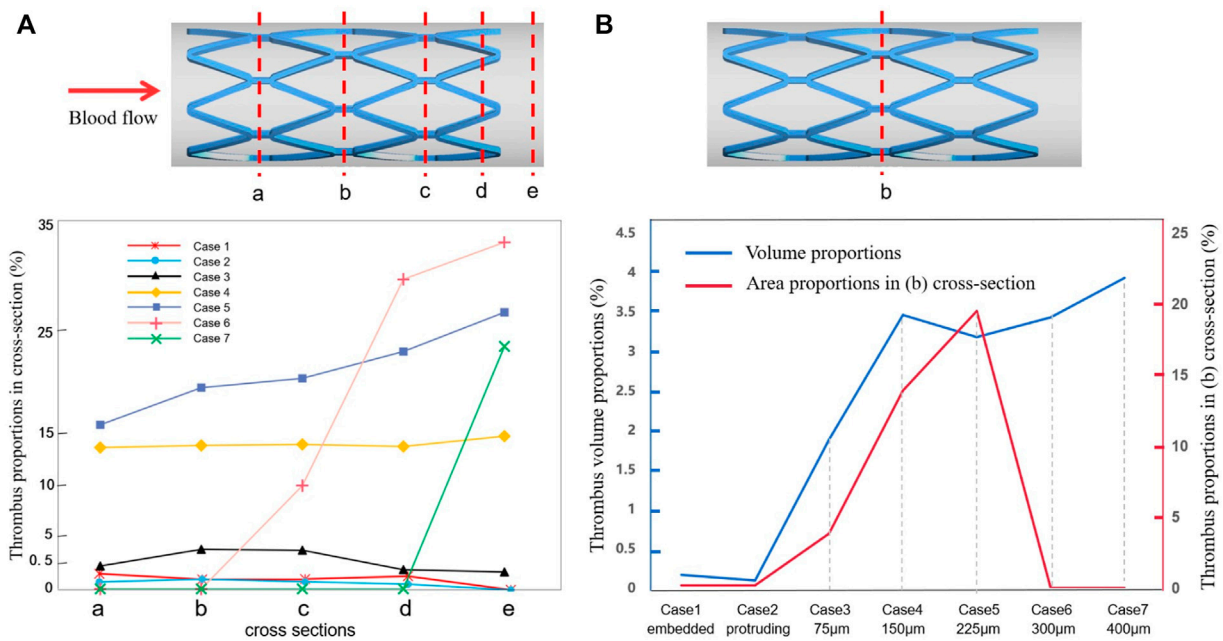 A
Blood flow
a b c d e
Thrombus proportions in cross-section (%)
35
25
15
10
5
0.5
0
Case 1
Case 2
Case 3
Case 4
Case 5
Case 6
Case 7
a b c d e
cross sections
B
b
Thrombus volume proportions (%)
4.5
4
3.5
3
2.5
2
1.5
1
0.5
0
Volume proportions
Area proportions in (b) cross-section
25
20
15
10
5
0
Thrombus proportions in (b) cross-section (%)
Case1 Case2 Case3 Case4 Case5 Case6 Case7
embedded protruding 75μm 150μm 225μm 300μm 400μm